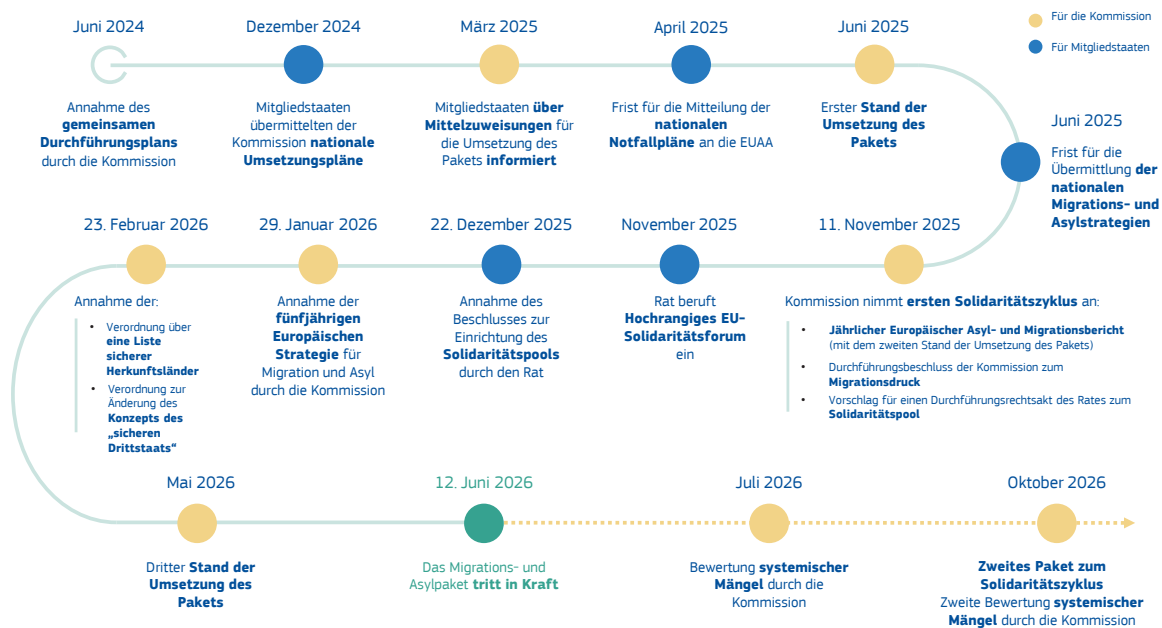 Juni 2024
Annahme des
gemeinsamen
Durchführungsplans
durch die Kommission
Dezember 2024
Mitgliedstaaten
übermittelten der
Kommission nationale
Umsetzungspläne
März 2025
Mitgliedstaaten über
Mittelzuweisungen für
die Umsetzung des
Pakets informiert
April 2025
Frist für die Mitteilung der
nationalen
Notfallpläne an die EUAA
Juni 2025
Erster Stand der
Umsetzung des
Pakets
Für die Kommission
Für Mitgliedstaaten
Juni 2025
Frist für die
Übermittlung der
nationalen
Migrations- und
Asylstrategien
23. Februar 2026
Annahme der:
• Verordnung über
eine Liste
sicherer
Herkunftsländer
• Verordnung zur
Änderung des
Konzepts des
„sicheren
Drittstaats“
29. Januar 2026
Annahme der
fünfjährigen
Europäischen
Strategie für
Migration und Asyl
durch die Kommission
22. Dezember 2025
Annahme des
Beschlusses zur
Einrichtung des
Solidaritätspools
durch den Rat
November 2025
Rat beruft
Hochrangiges EU-
Solidaritätsforum
ein
11. November 2025
Kommission nimmt ersten Solidaritätszyklus an:
• Jährlicher Europäischer Asyl- und Migrationsbericht
(mit dem zweiten Stand der Umsetzung des Pakets)
• Durchführungsbeschluss der Kommission zum
Migrationsdruck
• Vorschlag für einen Durchführungsrechtsakt des Rates zum
Solidaritätspool
Mai 2026
Dritter Stand der
Umsetzung des
Pakets
12. Juni 2026
Das Migrations- und
Asylpaket tritt in Kraft
Juli 2026
Bewertung systemischer
Mängel durch die
Kommission
Oktober 2026
Zweites Paket zum
Solidaritätszyklus
Zweite Bewertung systemischer
Mängel durch die Kommission